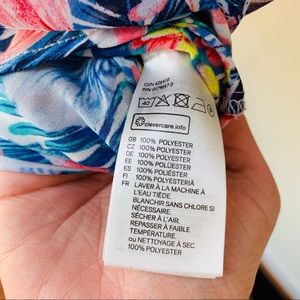 40
clevercare.info
GB 100% POLYESTER
CZ 100% POLYESTER
DE 100% POLYESTER
EE 100% POLÜESTER
ES 100% POLIÉSTER
FI 100% POLYESTERIÄ
FR LAVER À LA MACHINE À
L'EAU TIÈDE.
BLANCHIR SANS CHLORE SI
NÉCESSAIRE.
SÉCHER À L'AIR.
REPASSER À FAIBLE
TEMPÉRATURE.
ou NETTOYAGE À SEC.
100% POLYESTER